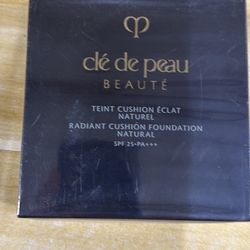 clé de peau
BEAUTÉ
TEINT CUSHION ÉCLAT
NATUREL
RADIANT CUSHION FOUNDATION
NATURAL
SPF 25•PA+++